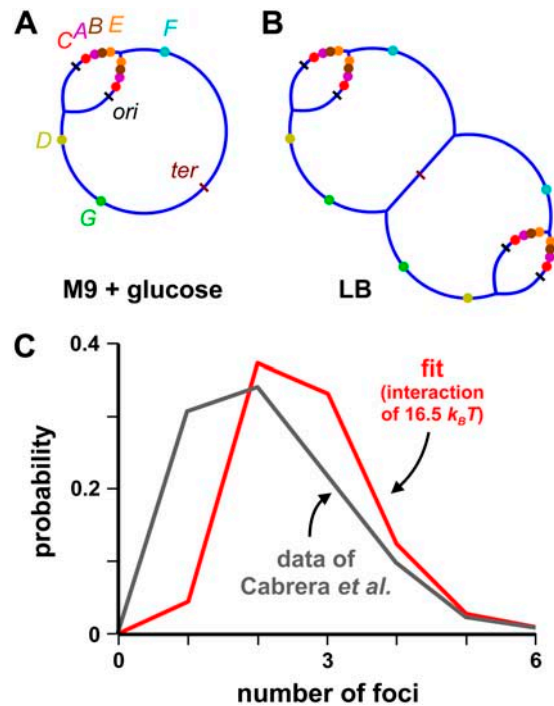 A
B
C A B E F
ori
D
ter
G
M9 + glucose
LB
C
0.4
fit
(interaction
of 16.5 kBT)
0.2
probability
data of
Cabrera et al.
0
0
3
6
number of foci